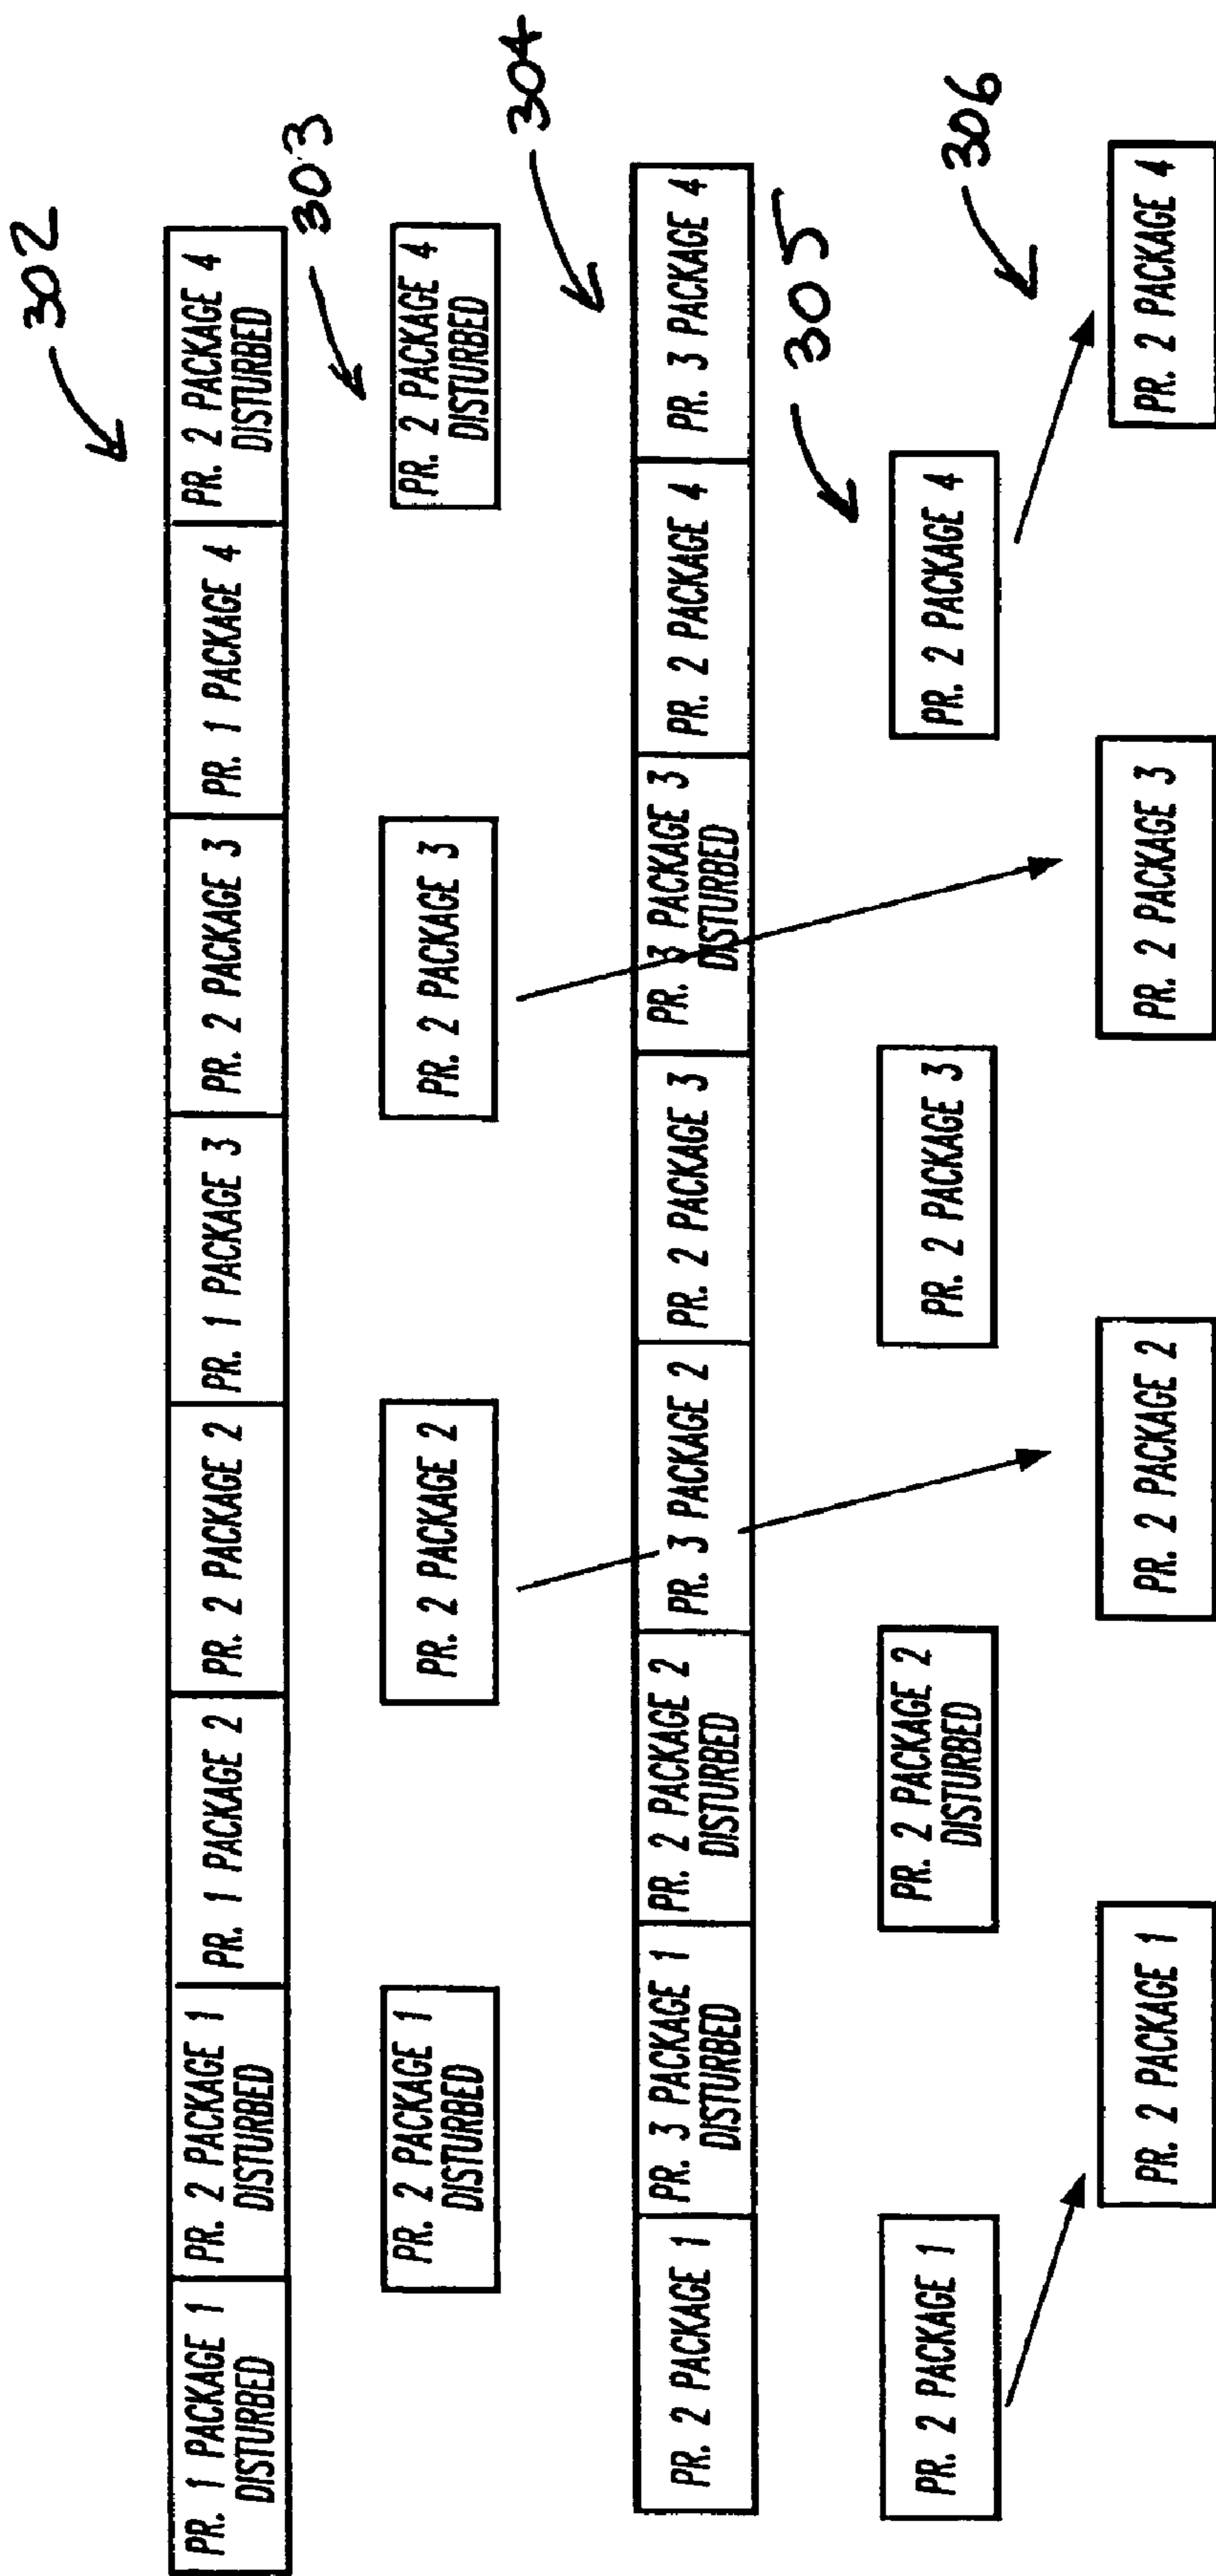 302
PR. 1 PACKAGE 1
DISTURBED
PR. 2 PACKAGE 1
DISTURBED
PR. 1 PACKAGE 2
PR. 2 PACKAGE 2
PR. 1 PACKAGE 3
PR. 2 PACKAGE 3
PR. 1 PACKAGE 4
PR. 2 PACKAGE 4
DISTURBED
303
PR. 2 PACKAGE 1
DISTURBED
PR. 2 PACKAGE 2
PR. 2 PACKAGE 3
PR. 2 PACKAGE 4
DISTURBED
304
PR. 2 PACKAGE 1
PR. 3 PACKAGE 1
DISTURBED
PR. 2 PACKAGE 2
DISTURBED
PR. 3 PACKAGE 2
PR. 2 PACKAGE 3
PR. 3 PACKAGE 3
DISTURBED
PR. 2 PACKAGE 4
PR. 3 PACKAGE 4
305
PR. 2 PACKAGE 1
PR. 2 PACKAGE 2
DISTURBED
PR. 2 PACKAGE 3
PR. 2 PACKAGE 4
306
PR. 2 PACKAGE 1
PR. 2 PACKAGE 2
PR. 2 PACKAGE 3
PR. 2 PACKAGE 4